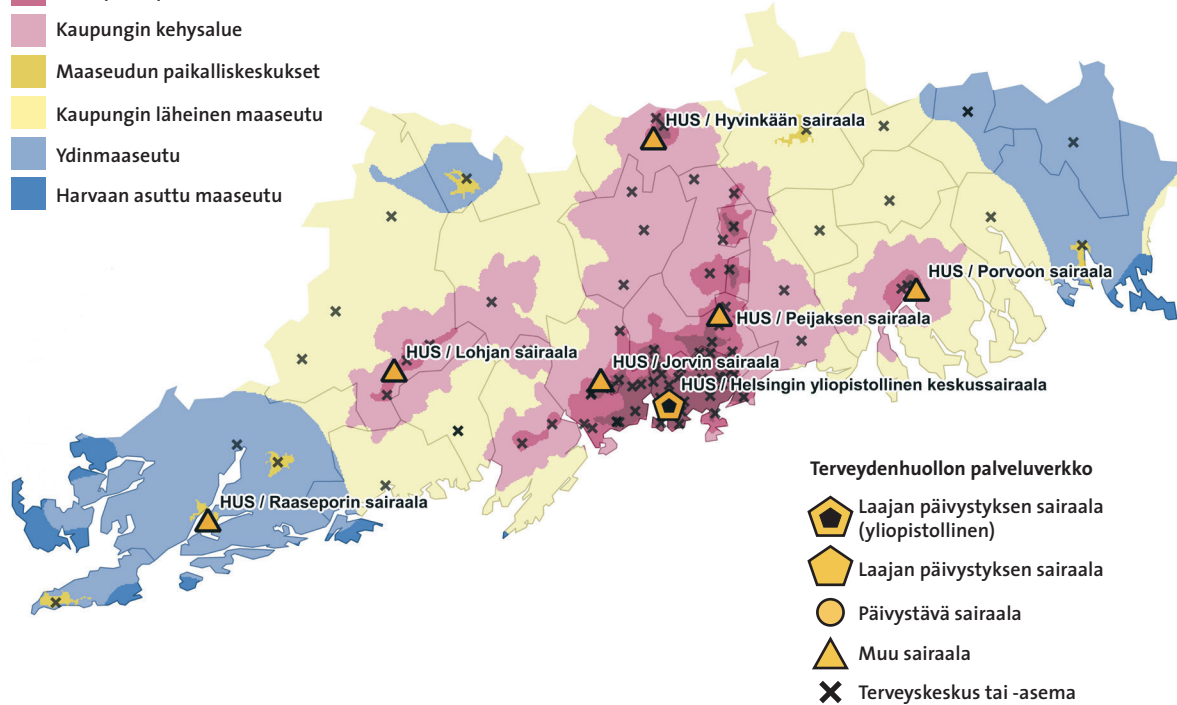 Kaupungin kehysalue
Maaseudun paikalliskeskukset
Kaupungin läheinen maaseutu
Ydinmaaseutu
Harvaan asuttu maaseutu
HUS / Hyvinkään sairaala
HUS / Porvoon sairaala
HUS / Peijaksen sairaala
HUS / Lohjan sairaala
HUS / Jorvin sairaala
HUS / Helsingin yliopistollinen keskussairaala
HUS / Raaseporin sairaala
Terveydenhuollon palveluverkko
Laajan päivystyksen sairaala
(yliopistollinen)
Laajan päivystyksen sairaala
Päivystävä sairaala
Muu sairaala
Terveyskeskus tai -asema